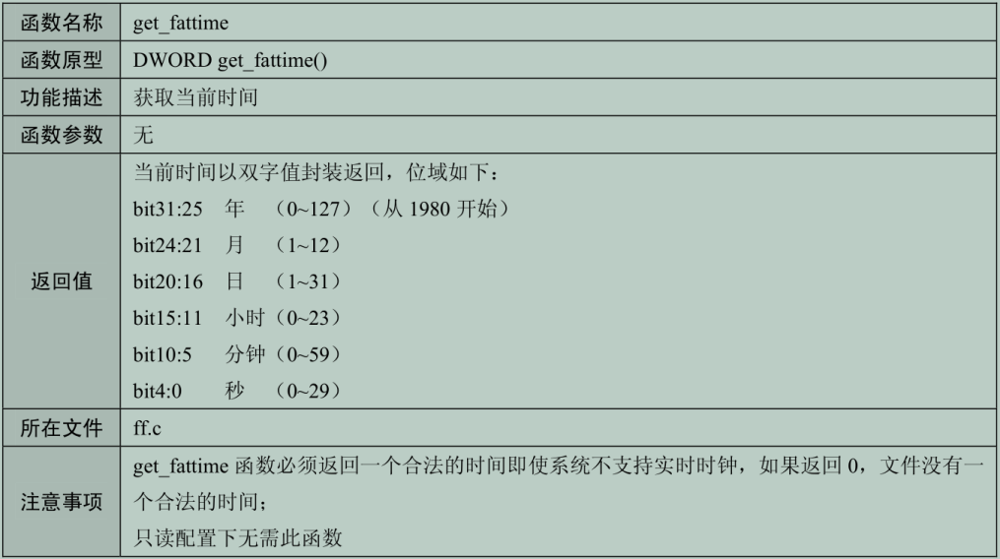 函数名称 get_fattime
函数原型 DWORD get_fattime()
功能描述 获取当前时间
函数参数 无
返回值
当前时间以双字值封装返回，位域如下：
bit31:25 年 （0~127）（从 1980 开始）
bit24:21 月 （1~12）
bit20:16 日 （1~31）
bit15:11 小时（0~23）
bit10:5 分钟（0~59）
bit4:0 秒 （0~29）
所在文件 ff.c
注意事项
get_fattime 函数必须返回一个合法的时间即使系统不支持实时时钟，如果返回 0，文件没有一
个合法的时间；
只读配置下无需此函数